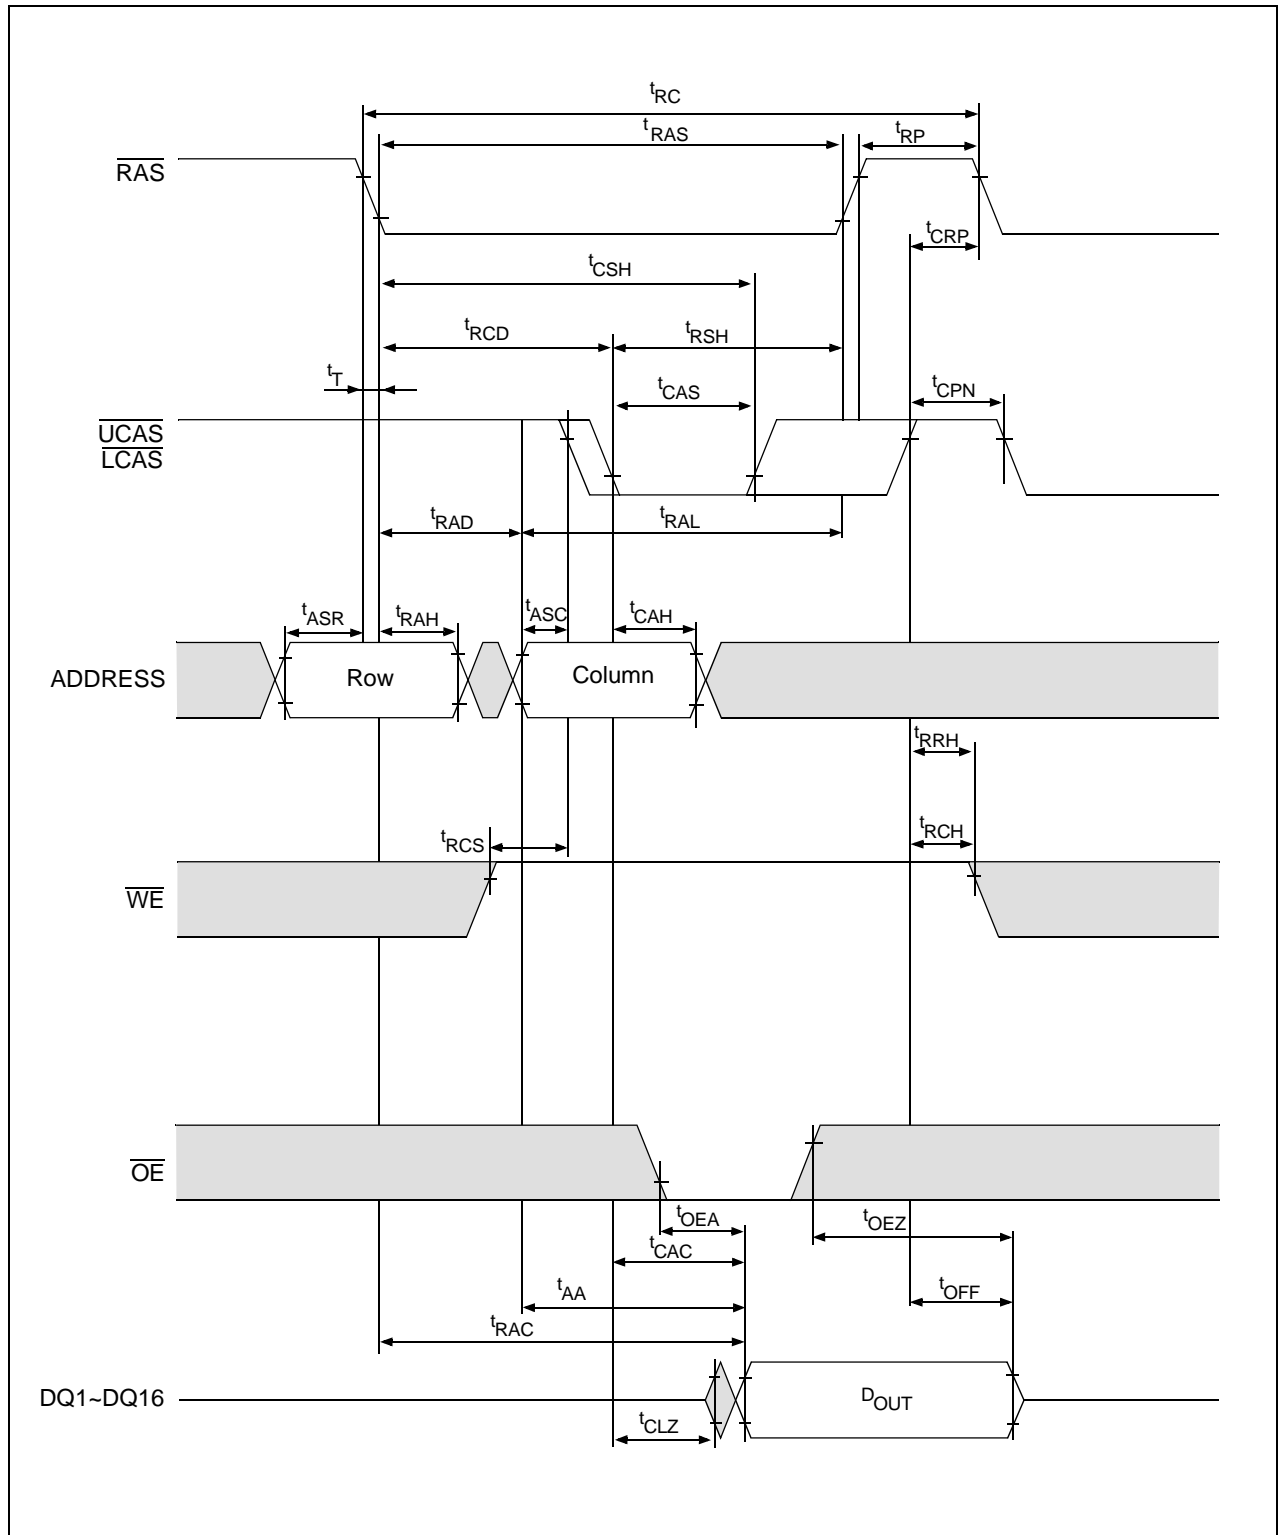 tRC
tRAS
tRP
RAS
tCRP
tCSH
tRCD
tRSH
tT
tCAS
tCPN
UCAS
LCAS
tRAD
tRAL
tASR
tRAH
tASC
tCAH
ADDRESS
Row
Column
tRRH
tRCS
tRCH
WE
OE
tOEA
tOEZ
tCAC
tAA
tOFF
tRAC
DQ1~DQ16
DOUT
tCLZ